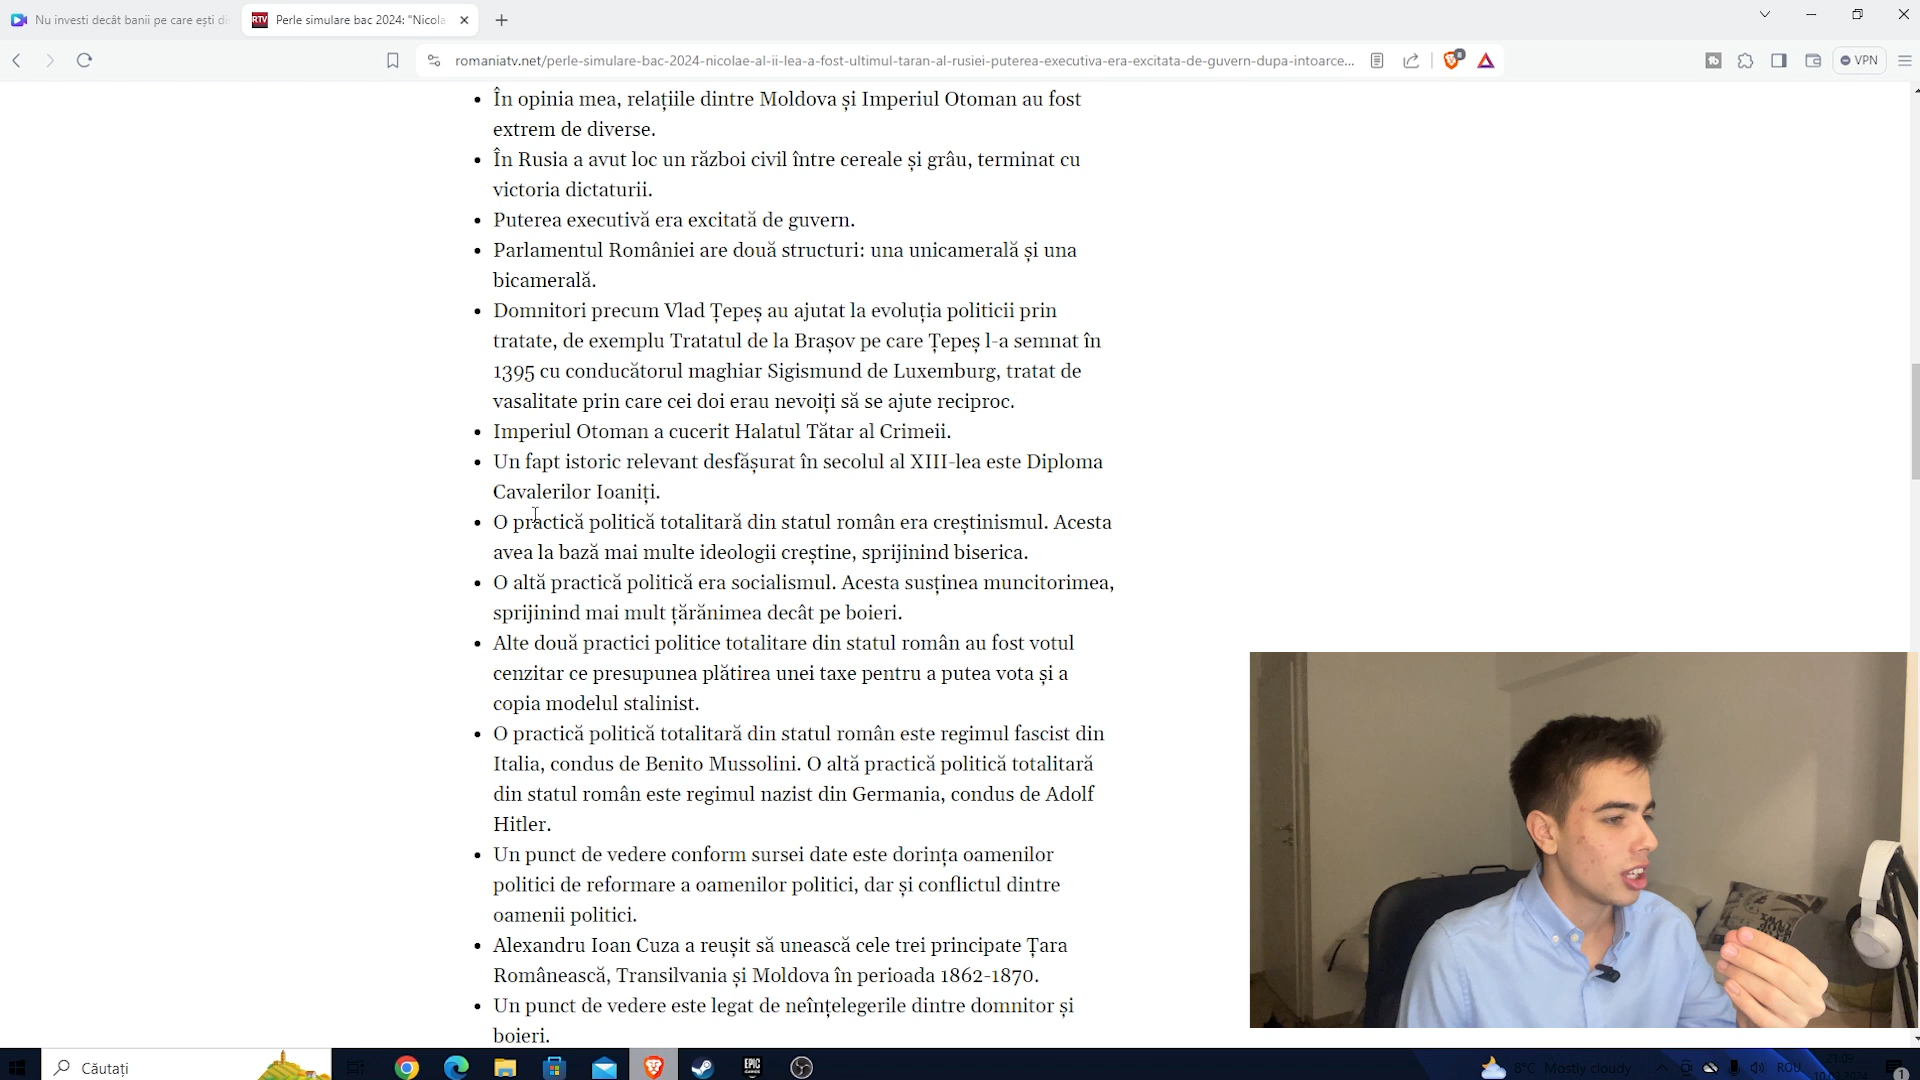 Nu investi decât banii pe care ești di
RTV Perle simulare bac 2024: "Nicola
romaniatv.net/perle-simulare-bac-2024-nicolae-al-ii-lea-a-fost-ultimul-taran-al-rusiei-puterea-executiva-era-excitata-de-guvern-dupa-intoarce...
VPN
• În opinia mea, relațiile dintre Moldova și Imperiul Otoman au fost
extrem de diverse.
• În Rusia a avut loc un război civil între cereale și grâu, terminat cu
victoria dictaturii.
• Puterea executivă era excitată de guvern.
• Parlamentul României are două structuri: una unicamerală și una
bicamerală.
• Domnitori precum Vlad Țepeș au ajutat la evoluția politicii prin
tratate, de exemplu Tratatul de la Brașov pe care Țepeș l-a semnat în
1395 cu conducătorul maghiar Sigismund de Luxemburg, tratat de
vasalitate prin care cei doi erau nevoiți să se ajute reciproc.
• Imperiul Otoman a cucerit Halatul Tătar al Crimeii.
• Un fapt istoric relevant desfășurat în secolul al XIII-lea este Diploma
Cavalerilor Ioaniți.
• O practică politică totalitară din statul român era creștinismul. Acesta
avea la bază mai multe ideologii creștine, sprijinind biserica.
• O altă practică politică era socialismul. Acesta susținea muncitorimea,
sprijinind mai mult țărănimea decât pe boieri.
• Alte două practici politice totalitare din statul român au fost votul
cenzitar ce presupunea plătirea unei taxe pentru a putea vota și a
copia modelul stalinist.
• O practică politică totalitară din statul român este regimul fascist din
Italia, condus de Benito Mussolini. O altă practică politică totalitară
din statul român este regimul nazist din Germania, condus de Adolf
Hitler.
• Un punct de vedere conform sursei date este dorința oamenilor
politici de reformare a oamenilor politici, dar și conflictul dintre
oamenii politici.
• Alexandru Ioan Cuza a reușit să unească cele trei principate Țara
Românească, Transilvania și Moldova în perioada 1862-1870.
• Un punct de vedere este legat de neînțelegerile dintre domnitor și
boieri.
Căutați
EPIC
8°C Mostly cloudy
ROU
21:09
10.03.2024
1